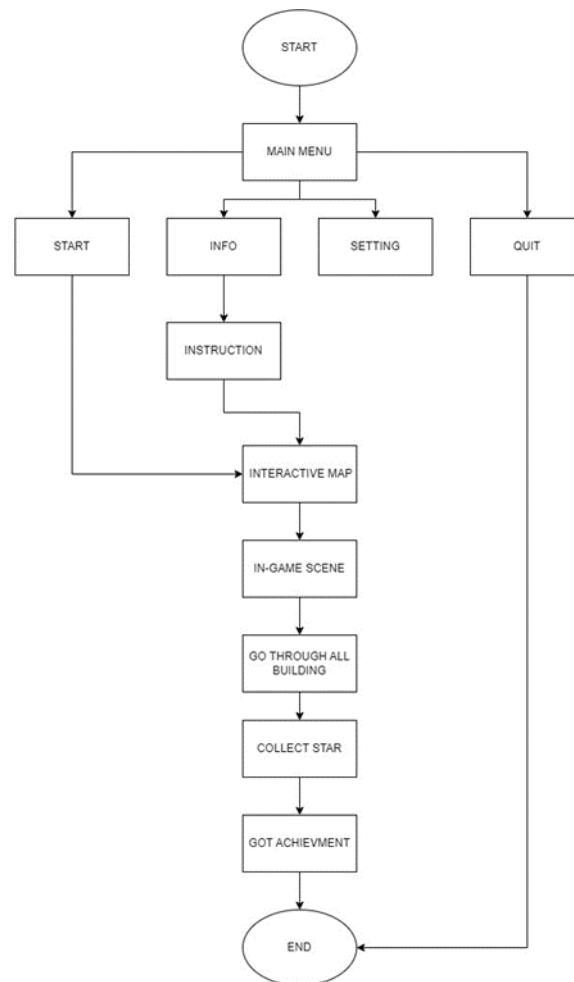 START
MAIN MENU
START
INFO
SETTING
QUIT
INSTRUCTION
INTERACTIVE MAP
IN-GAME SCENE
GO THROUGH ALL
BUILDING
COLLECT STAR
GOT ACHIEVMENT
END